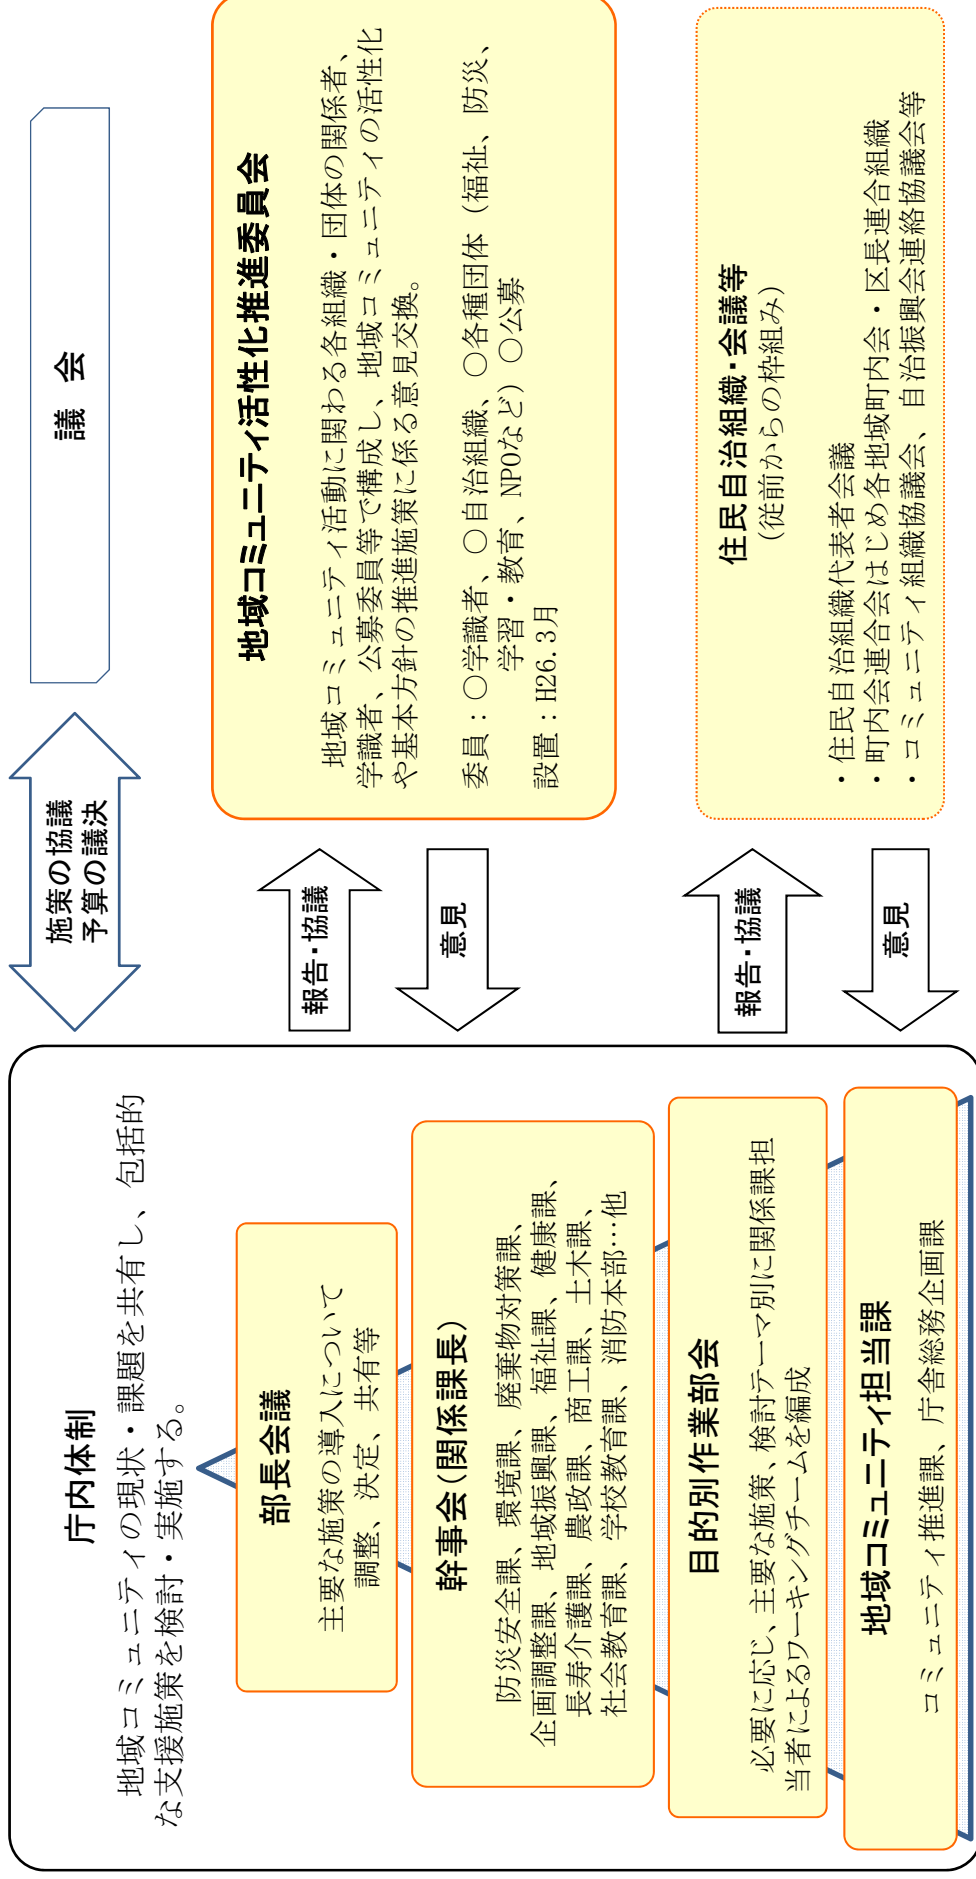 庁内体制
地域コミュニティの現状・課題を共有し、包括的
な支援施策を検討・実施する。
部長会議
主要な施策の導入について
調整、決定、共有等
幹事会(関係課長)
防災安全課、環境課、廃棄物対策課、
企画調整課、地域振興課、福祉課、健康課、
長寿介護課、農政課、商工課、土木課、
社会教育課、学校教育課、消防本部…他
目的別作業部会
必要に応じ、主要な施策、検討テーマ別に関係課担
当者によるワーキングチームを編成
地域コミュニティ担当課
コミュニティ推進課、庁舎総務企画課
施策の協議
予算の議決
報告・協議
意見
報告・協議
意見
議 会
地域コミュニティ活性化推進委員会
地域コミュニティ活動に関わる各組織・団体の関係者、
学識者、公募委員等で構成し、地域コミュニティの活性化
や基本方針の推進施策に係る意見交換。
委員：○学識者、○自治組織、○各種団体（福祉、防災、
学習・教育、NPOなど）○公募
設置：H26.3月
住民自治組織・会議等
(従前からの枠組み)
・住民自治組織代表者会議
・町内会連合会はじめ各地域町内会・区長連合組織
・コミュニティ組織協議会、自治振興会連絡協議会等